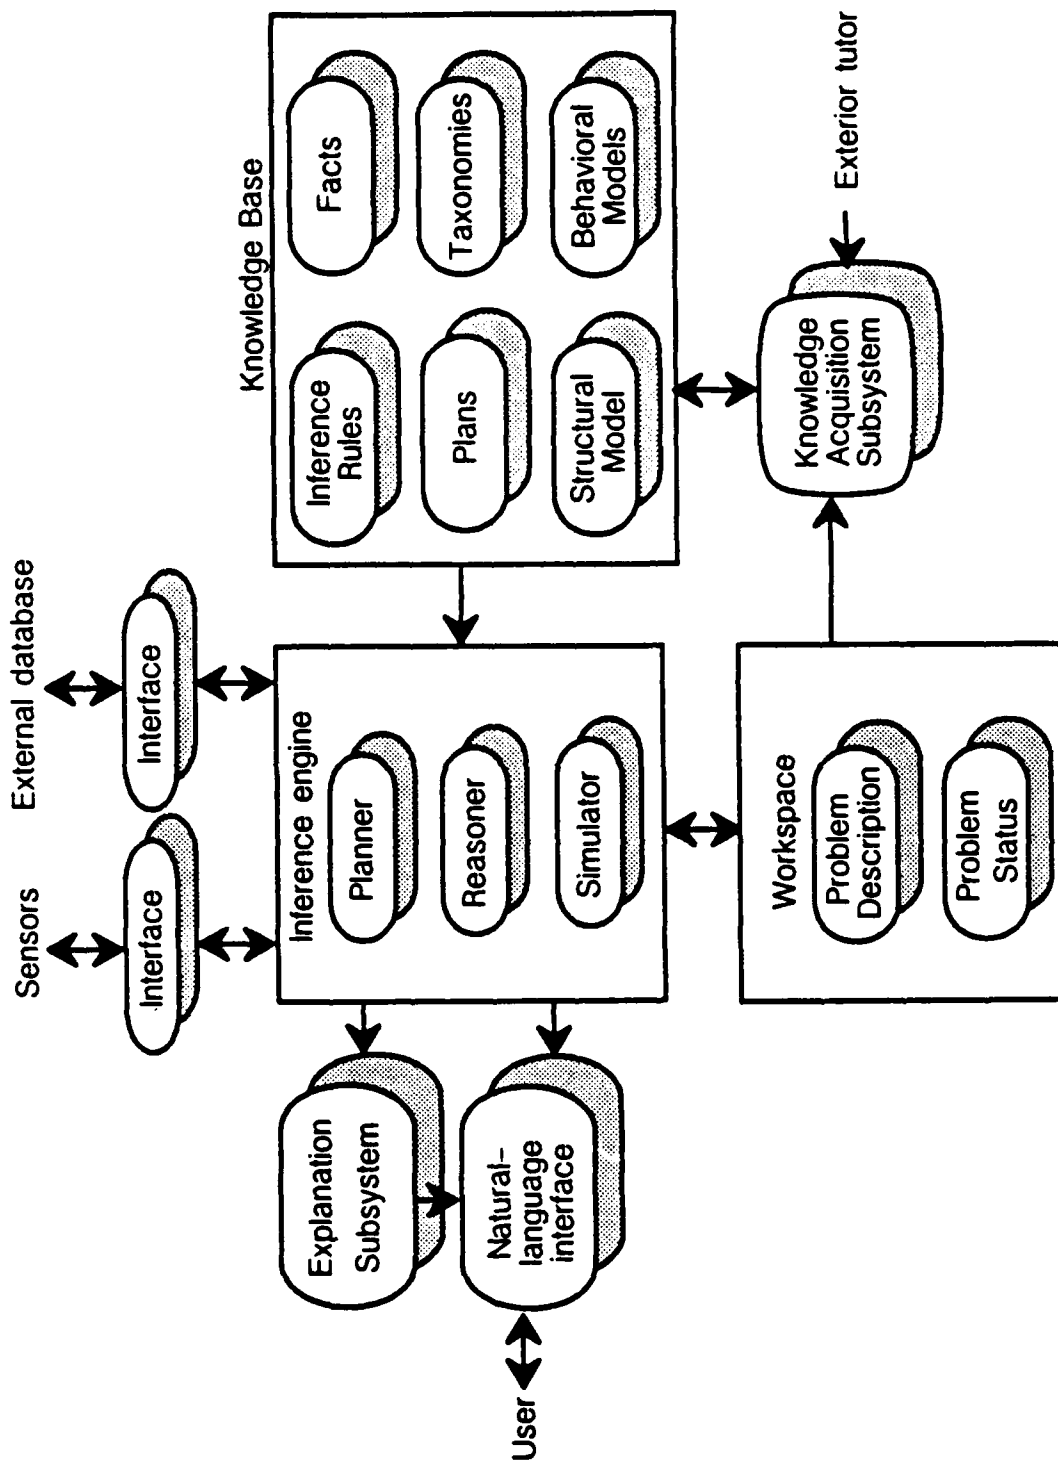 Sensors
External database
Interface
Interface
Knowledge Base
Inference engine
Explanation
Subsystem
Planner
Inference
Rules
Facts
Natural-
language
interface
Reasoner
Plans
Taxonomies
User
Simulator
Structural
Model
Behavioral
Models
Workspace
Problem
Description
Problem
Status
Knowledge
Acquisition
Subsystem
Exterior tutor